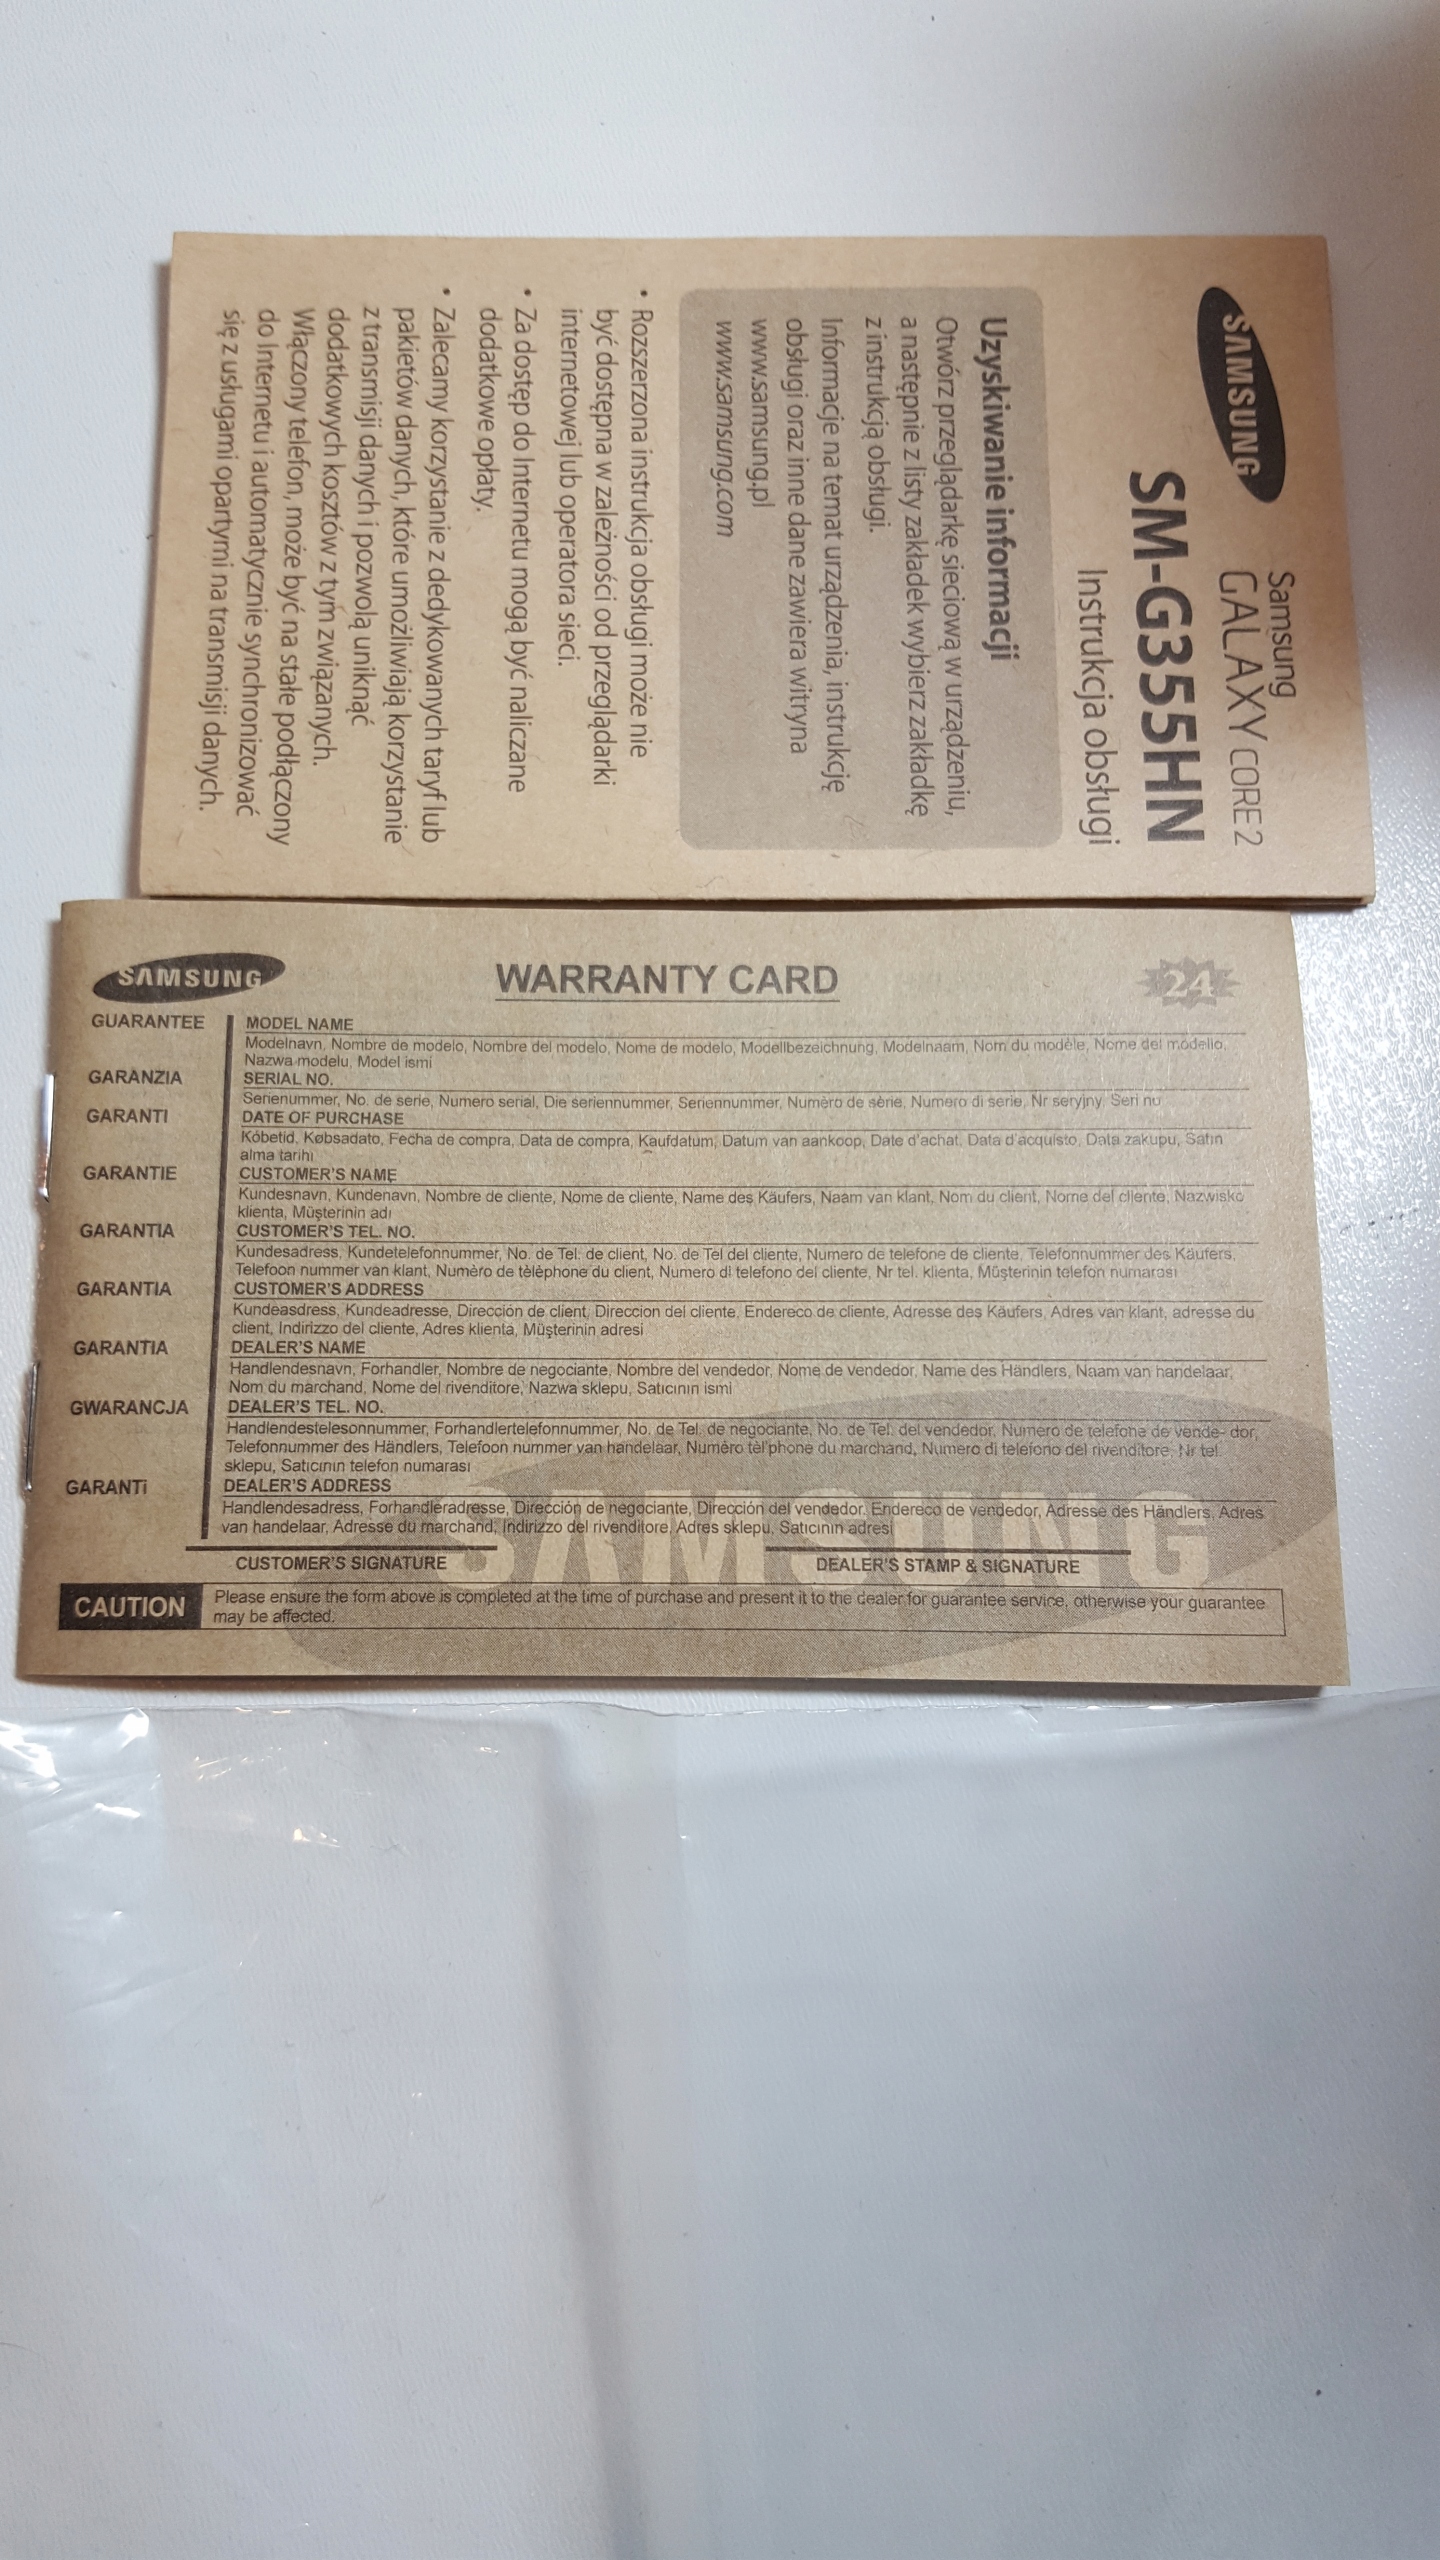 SAMSUNG
Samsung
GALAXY CORE 2
SM-G355HN
Instrukcja obsługi
Uzyskiwanie informacji
Otwórz przeglądarkę sieciową w urządzeniu,
a następnie z listy zakładek wybierz zakładkę
z instrukcją obsługi.
Informacje na temat urządzenia, instrukcję
obsługi oraz inne dane zawiera witryna
www.samsung.pl
www.samsung.com
• Rozszerzona instrukcja obsługi może nie
być dostępna w zależności od przeglądarki
internetowej lub operatora sieci.
• Za dostęp do Internetu mogą być naliczane
dodatkowe opłaty.
• Zalecamy korzystanie z dedykowanych taryf lub
pakietów danych, które umożliwiają korzystanie
z transmisji danych i pozwolą uniknąć
dodatkowych kosztów z tym związanych.
Włączony telefon, może być na stałe podłączony
do Internetu i automatycznie synchronizować
się z usługami opartymi na transmisji danych.
SAMSUNG
WARRANTY CARD
24
GUARANTEE
MODEL NAME
Modelnavn, Nombre de modelo, Nombre del modelo, Nome de modelo, Modellbezeichnung, Modelnaam, Nom du modèle, Nome del modello,
Nazwa modelu, Model ismi
GARANZIA
SERIAL NO.
Serienummer, No. de serie, Numero serial, Die seriennummer, Seriennummer, Numèro de sèrie, Numero di serie, Nr seryjny, Seri no
GARANTI
DATE OF PURCHASE
Kóbetid, Købsadato, Fecha de compra, Data de compra, Kaufdatum, Datum van aankoop, Date d'achat, Data d'acquisto, Data zakupu, Satın
alma tarihı
GARANTIE
CUSTOMER'S NAME
Kundesnavn, Kundenavn, Nombre de cliente, Nome de cliente, Name des Käufers, Naam van klant, Nom du client, Nome del cliente, Nazwisko
klienta, Müşterinin adı
GARANTIA
CUSTOMER'S TEL. NO.
Kundesadress, Kundetelefonnummer, No. de Tel. de client, No. de Tel del cliente, Numero de telefone de cliente, Telefonnummer des Käufers,
Telefoon nummer van klant, Numèro de tèlèphone du client, Numero di telefono del cliente, Nr tel. klienta, Müşterinin telefon numarası
GARANTIA
CUSTOMER'S ADDRESS
Kundeasdress, Kundeadresse, Dirección de client, Direccion del cliente, Endereco de cliente, Adresse des Käufers, Adres van klant, adresse du
client, Indirizzo del cliente, Adres klienta, Müşterinin adresi
GARANTIA
DEALER'S NAME
Handlendesnavn, Forhandler, Nombre de negociante, Nombre del vendedor, Nome de vendedor, Name des Händlers, Naam van handelaar,
Nom du marchand, Nome del rivenditore, Nazwa sklepu, Satıcının ismi
GWARANCJA
DEALER'S TEL. NO.
Handlendestelesonnummer, Forhandlertelefonnummer, No. de Tel. de negociante, No. de Tel. del vendedor, Numero de telefone de vende- dor,
Telefonnummer des Händlers, Telefoon nummer van handelaar, Numèro tèl'phone du marchand, Numero di telefono del rivenditore, Nr tel.
sklepu, Satıcının telefon numarası
GARANTi
DEALER'S ADDRESS
Handlendesadress, Forhandleradresse, Dirección de negociante, Dirección del vendedor, Endereco de vendedor, Adresse des Händlers, Adres
van handelaar, Adresse du marchand, Indirizzo del rivenditore, Adres sklepu, Satıcının adresi
SAMSUNG
CUSTOMER'S SIGNATURE
DEALER'S STAMP & SIGNATURE
CAUTION
Please ensure the form above is completed at the time of purchase and present it to the dealer for guarantee service, otherwise your guarantee
may be affected.